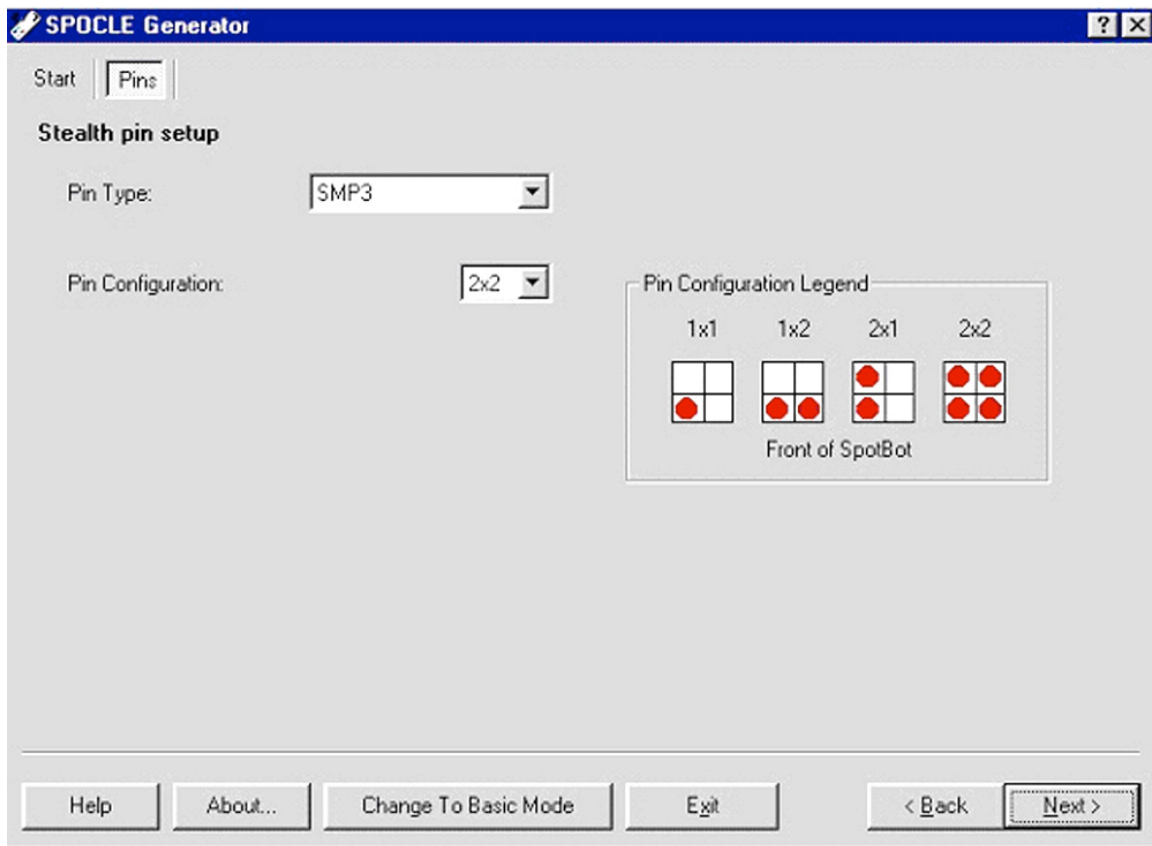 SPOCLE Generator
Start Pins
Stealth pin setup
Pin Type: SMP3
Pin Configuration: 2x2
Pin Configuration Legend
1x1 1x2 2x1 2x2
Front of SpotBot
Help About... Change To Basic Mode Exit < Back Next >